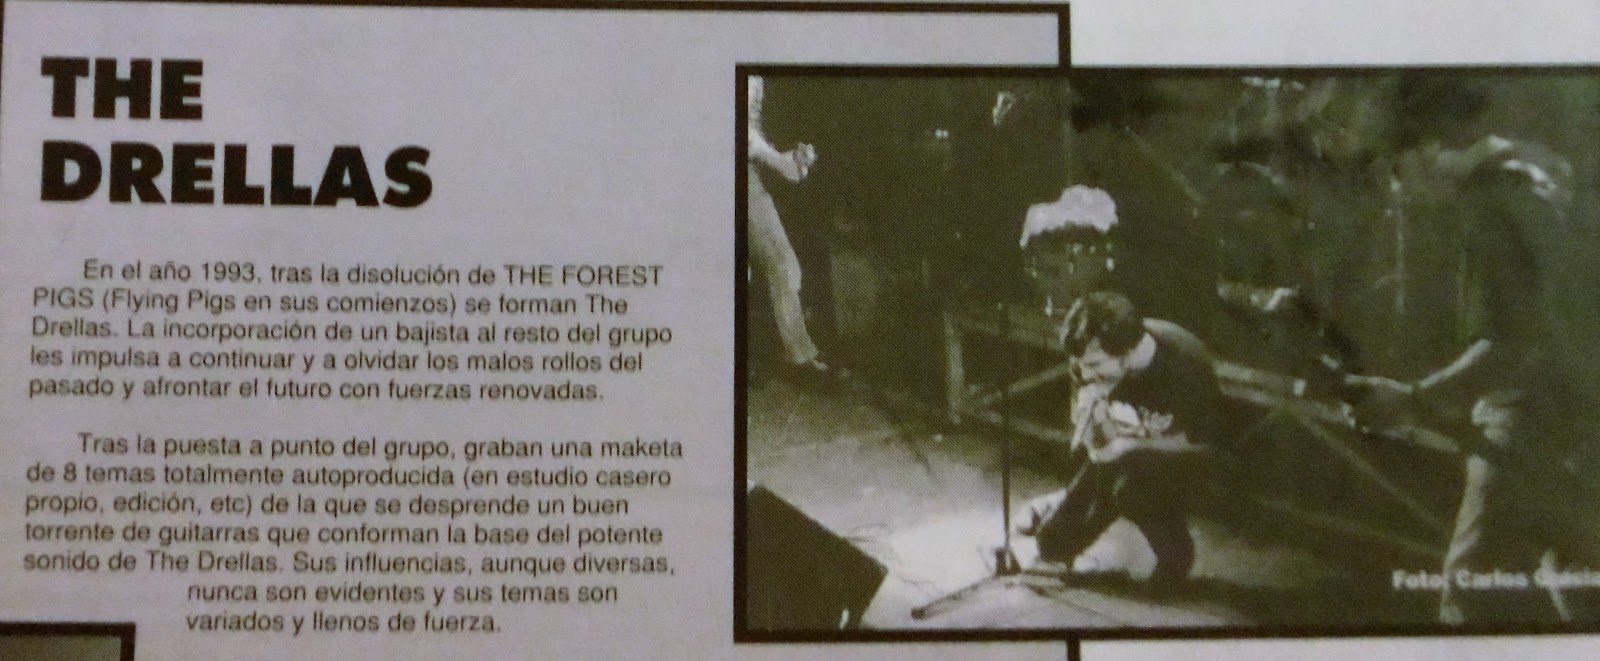 THE
DRELLAS
En el año 1993, tras la disolución de THE FOREST
PIGS (Flying Pigs en sus comienzos) se forman The
Drellas. La incorporación de un bajista al resto del grupo
les impulsa a continuar y a olvidar los malos rollos del
pasado y afrontar el futuro con fuerzas renovadas.
Tras la puesta a punto del grupo, graban una maketa
de 8 temas totalmente autoproducida (en estudio casero
propio, edición, etc) de la que se desprende un buen
torrente de guitarras que conforman la base del potente
sonido de The Drellas. Sus influencias, aunque diversas,
nunca son evidentes y sus temas son
variados y llenos de fuerza.
Foto, Carlos